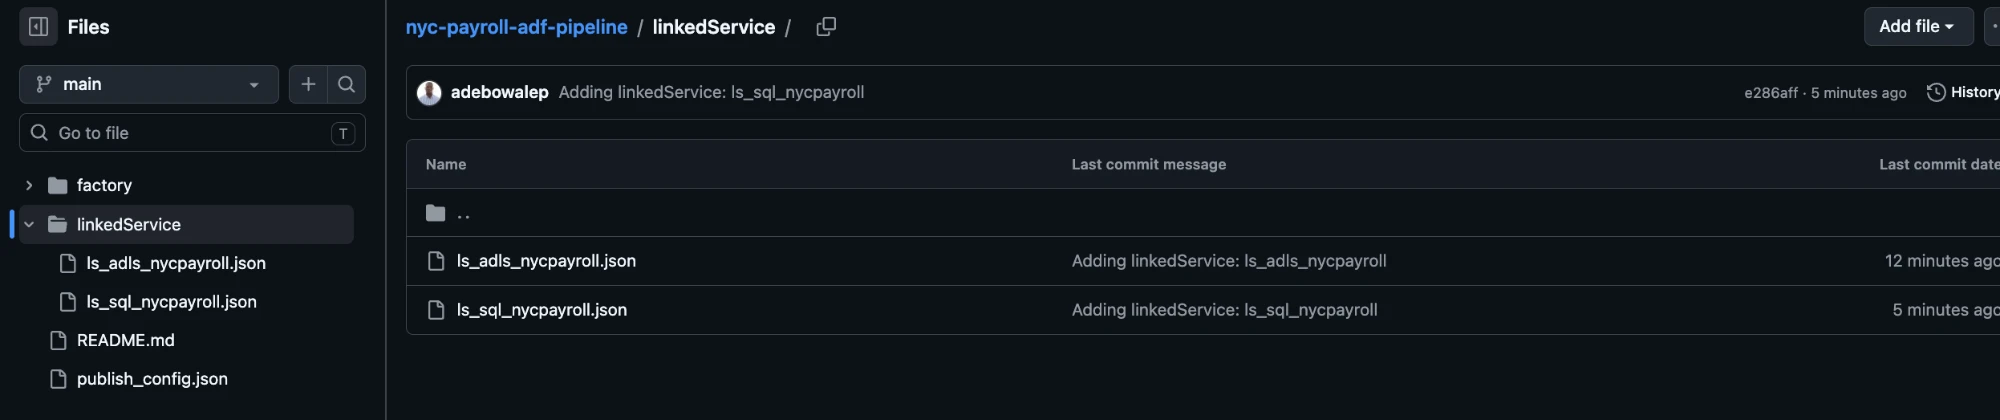 Files
main
Go to file
T
factory
linkedService
ls_adls_nycpayroll.json
ls_sql_nycpayroll.json
README.md
publish_config.json
nyc-payroll-adf-pipeline / linkedService /
Add file
adebowalep Adding linkedService: ls_sql_nycpayroll
e286aff · 5 minutes ago
History
Name Last commit message Last commit date
..
ls_adls_nycpayroll.json Adding linkedService: ls_adls_nycpayroll 12 minutes ago
ls_sql_nycpayroll.json Adding linkedService: ls_sql_nycpayroll 5 minutes ago